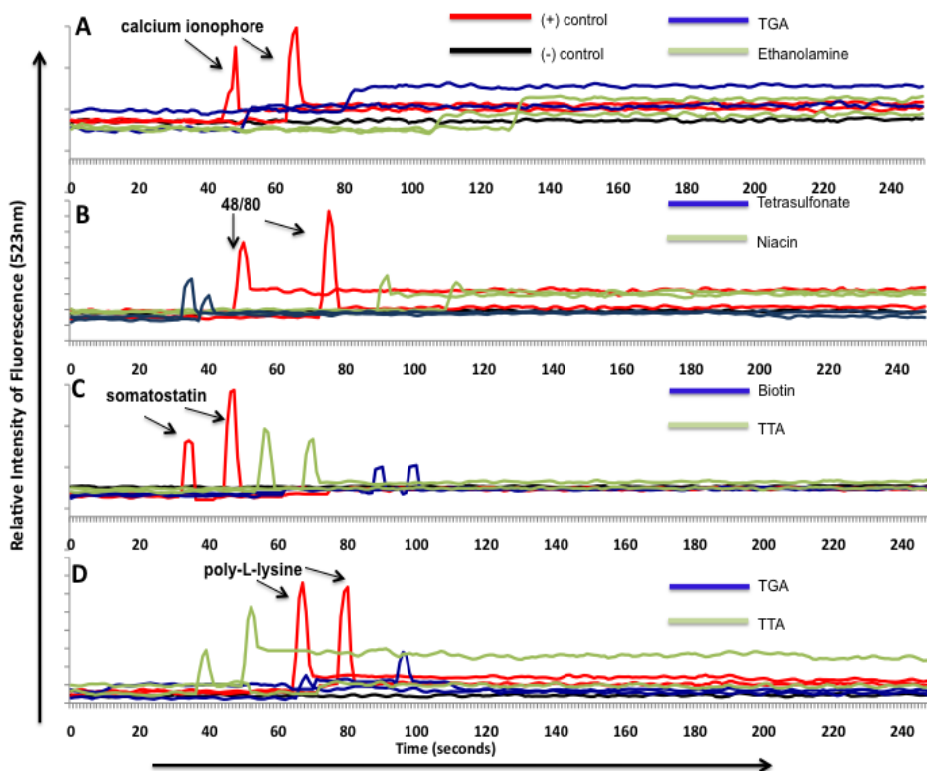 Relative Intensity of Fluorescence (523nm)
A
calcium ionophore
(+) control
(-) control
TGA
Ethanolamine
0 20 40 60 80 100 120 140 160 180 200 220 240
B
48/80
Tetrasulfonate
Niacin
0 20 40 60 80 100 120 140 160 180 200 220 240
C
somatostatin
Biotin
TTA
0 20 40 60 80 100 120 140 160 180 200 220 240
D
poly-L-lysine
TGA
TTA
0 20 40 60 80 100 120 140 160 180 200 220 240
Time (seconds)